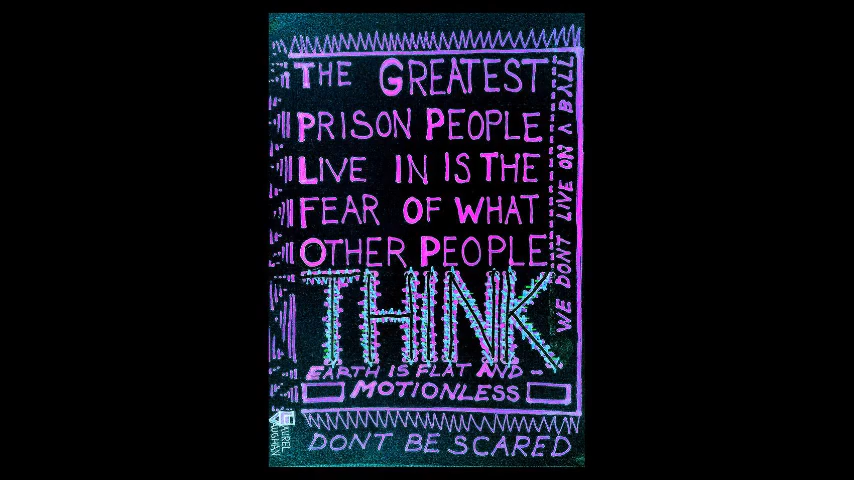 THE GREATEST
PRISON PEOPLE
LIVE IN IS THE
FEAR OF WHAT
OTHER PEOPLE
THINK
EARTH IS FLAT AND -
MOTIONLESS
DONT BE SCARED
WE DONT LIVE ON A BALL